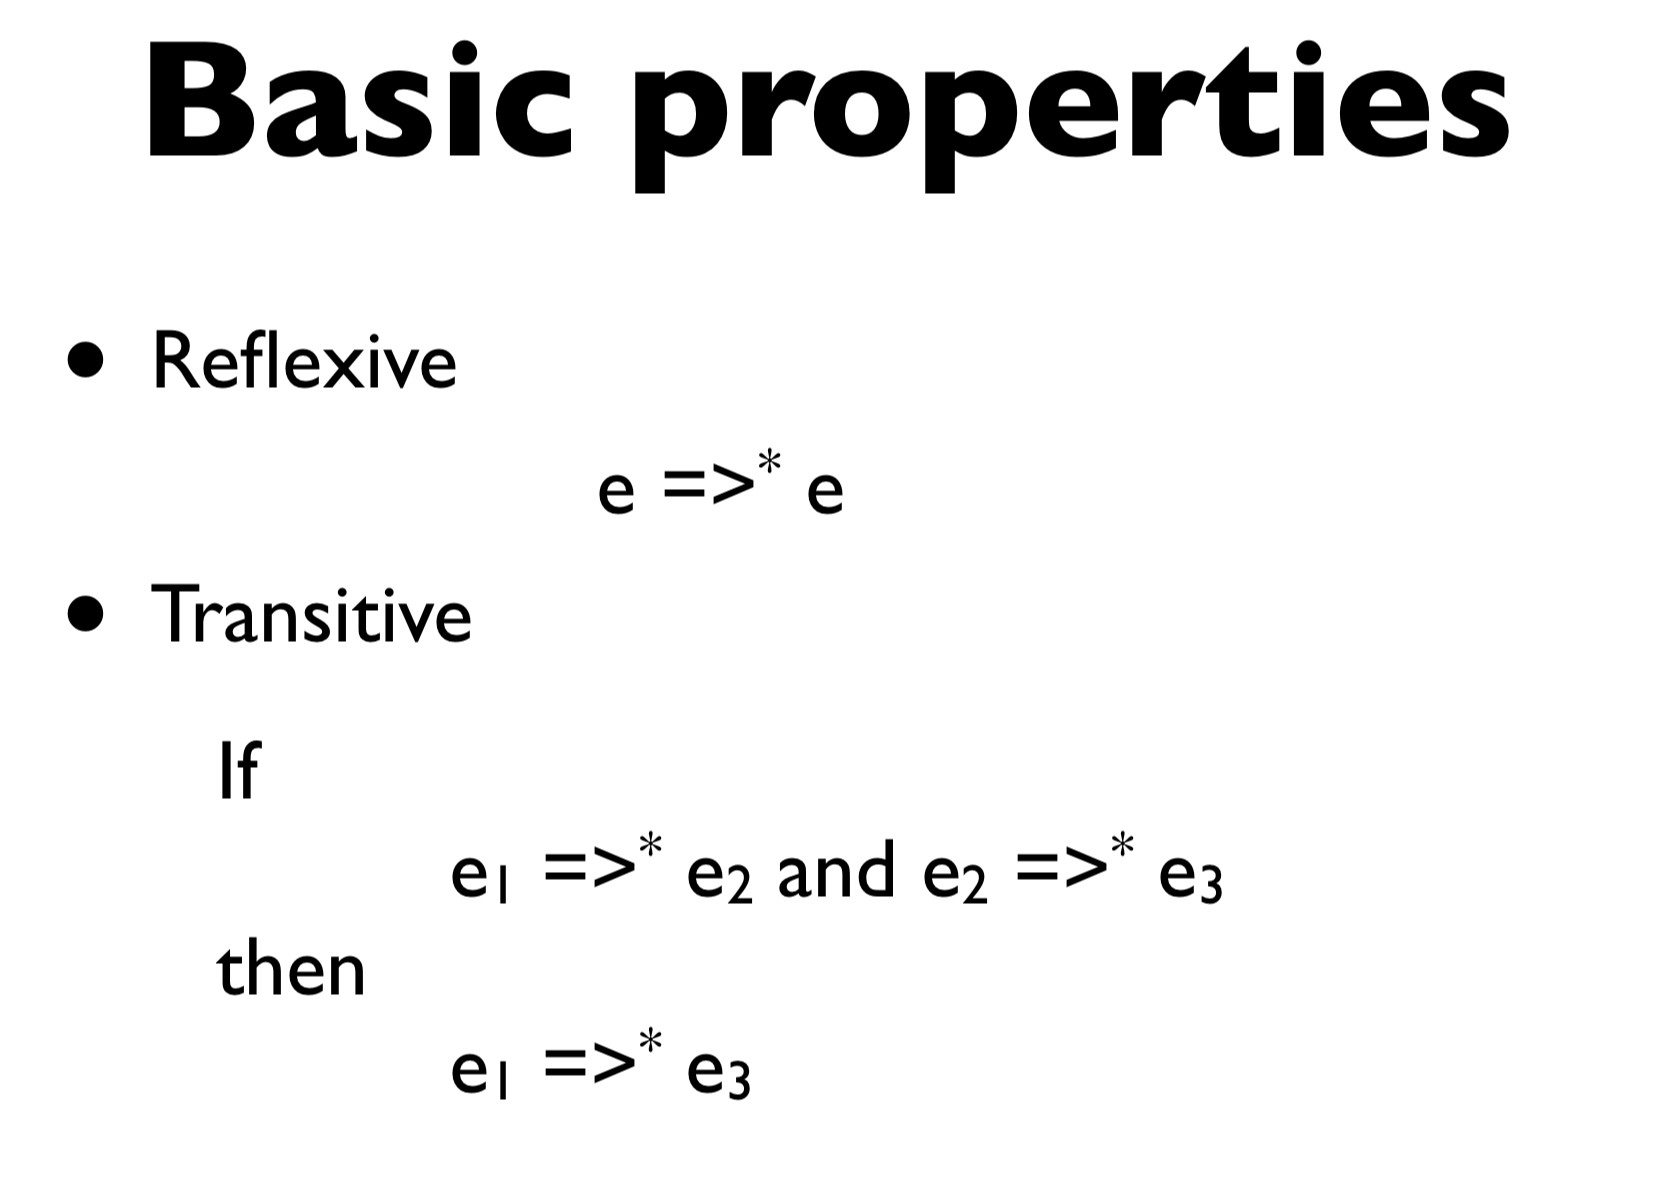 Basic properties
• Reflexive
e =>* e
• Transitive
If
e₁ =>* e₂ and e₂ =>* e₃
then
e₁ =>* e₃